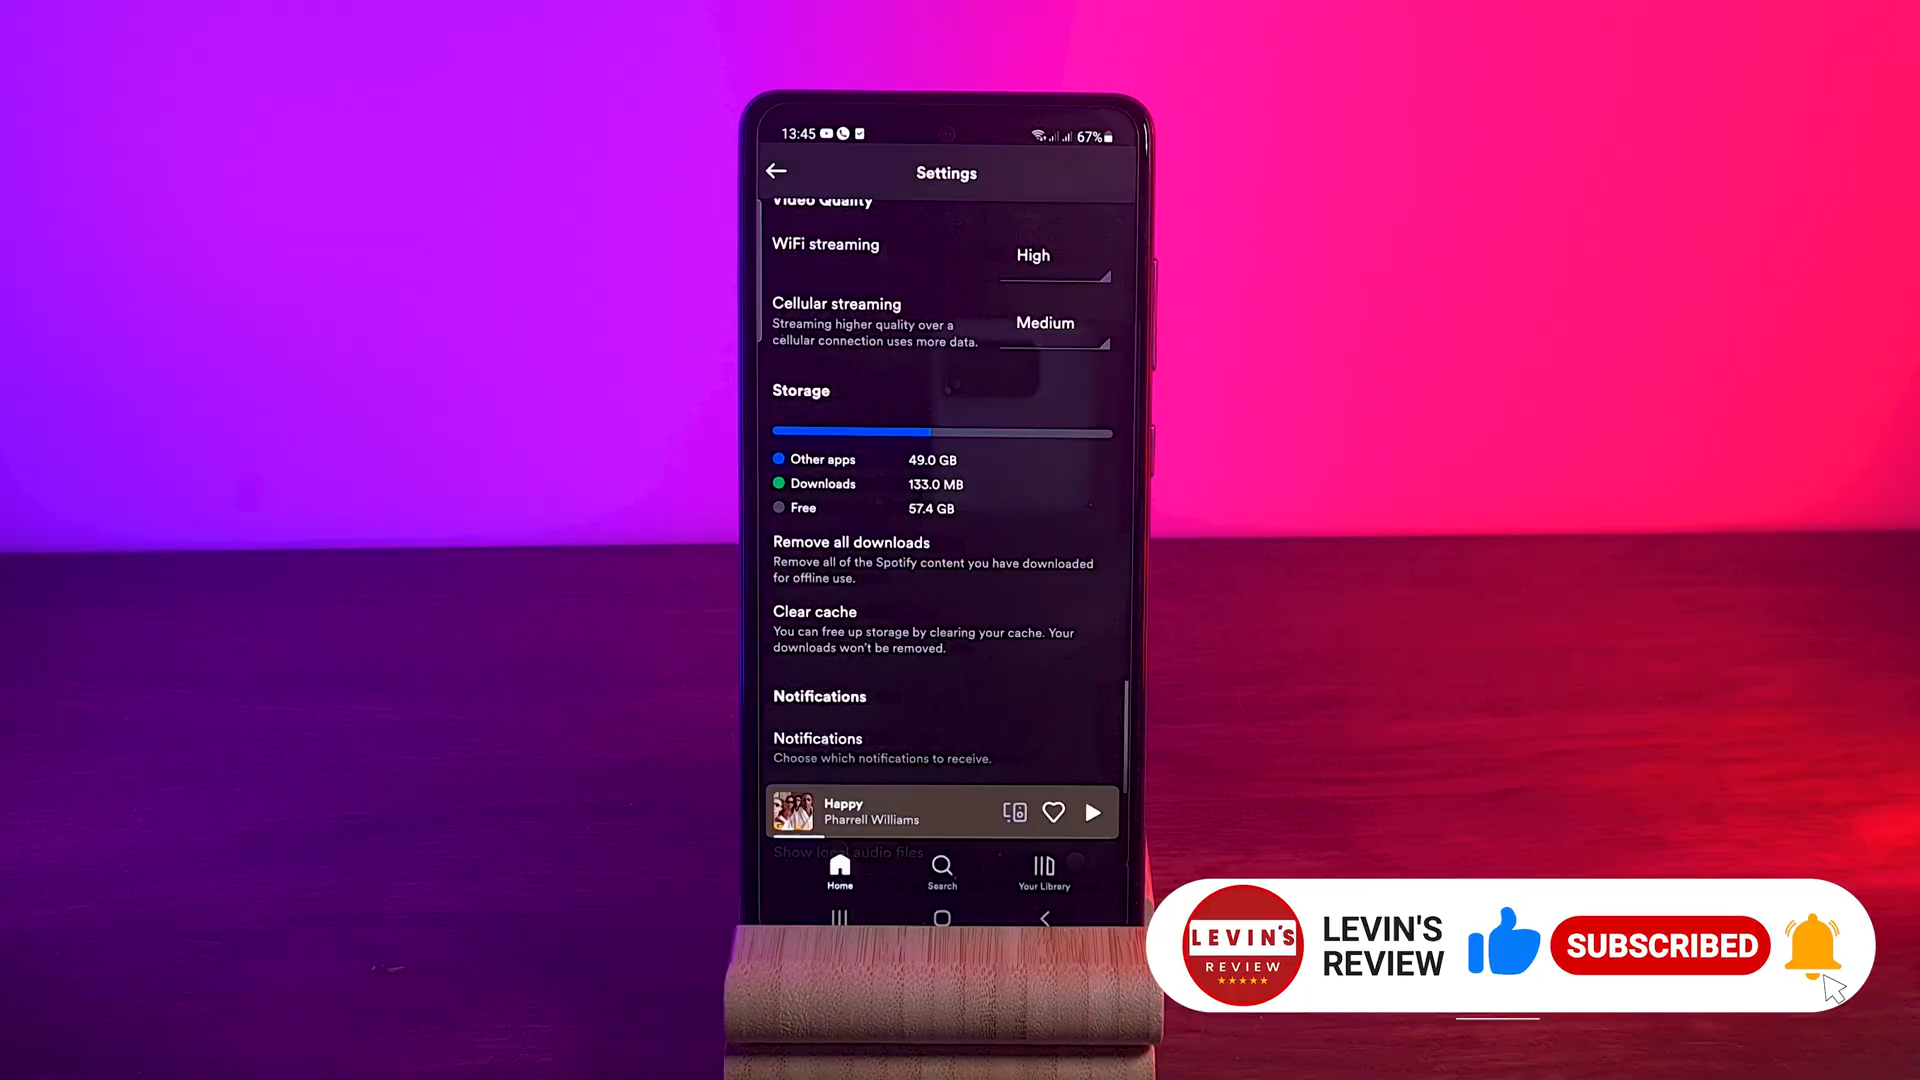 13:45
67%
Settings
Video Quality
WiFi streaming
High
Cellular streaming
Streaming higher quality over a
cellular connection uses more data.
Medium
Storage
Other apps 49.0 GB
Downloads 133.0 MB
Free 57.4 GB
Remove all downloads
Remove all of the Spotify content you have downloaded
for offline use.
Clear cache
You can free up storage by clearing your cache. Your
downloads won't be removed.
Notifications
Notifications
Choose which notifications to receive.
Happy
Pharrell Williams
Show local audio files
Home
Search
Your Library
LEVIN'S
REVIEW
LEVIN'S
REVIEW
SUBSCRIBED